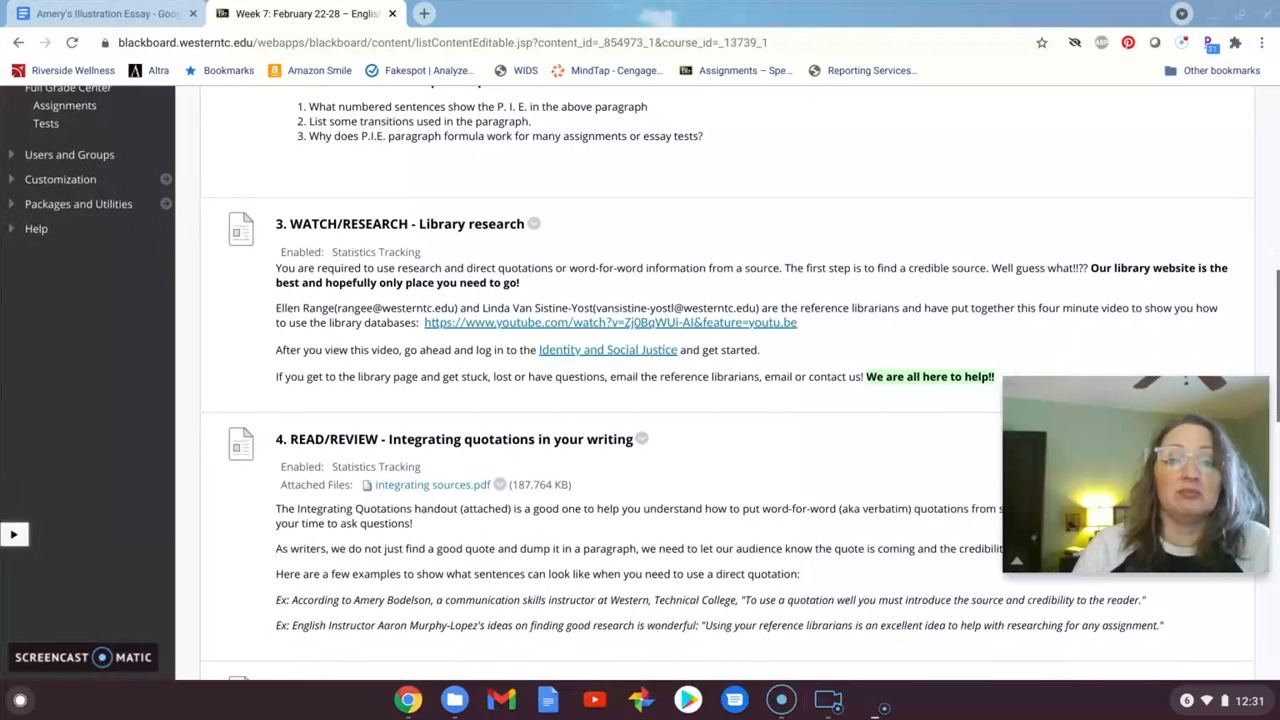 Amery's Illustration Essay - Goo
Week 7: February 22-28 – Englis
blackboard.westerntc.edu/webapps/blackboard/content/listContentEditable.jsp?content_id=_854973_1&course_id=_13739_1
ABP
21
Riverside Wellness
Altra
Bookmarks
Amazon Smile
Fakespot | Analyze...
WIDS
MindTap - Cengage...
Assignments – Spe...
Reporting Services...
Other bookmarks
Full Grade Center
Assignments
Tests
Users and Groups
Customization
Packages and Utilities
Help
1. What numbered sentences show the P. I. E. in the above paragraph
2. List some transitions used in the paragraph.
3. Why does P.I.E. paragraph formula work for many assignments or essay tests?
3. WATCH/RESEARCH - Library research
Enabled: Statistics Tracking
You are required to use research and direct quotations or word-for-word information from a source. The first step is to find a credible source. Well guess what!!?? Our library website is the
best and hopefully only place you need to go!
Ellen Range(rangee@westerntc.edu) and Linda Van Sistine-Yost(vansistine-yostl@westerntc.edu) are the reference librarians and have put together this four minute video to show you how
to use the library databases: https://www.youtube.com/watch?v=Zj0BqWUi-AI&feature=youtu.be
After you view this video, go ahead and log in to the Identity and Social Justice and get started.
If you get to the library page and get stuck, lost or have questions, email the reference librarians, email or contact us! We are all here to help!!
4. READ/REVIEW - Integrating quotations in your writing
Enabled: Statistics Tracking
Attached Files: integrating sources.pdf (187.764 KB)
The Integrating Quotations handout (attached) is a good one to help you understand how to put word-for-word (aka verbatim) quotations from s
your time to ask questions!
As writers, we do not just find a good quote and dump it in a paragraph, we need to let our audience know the quote is coming and the credibilit
Here are a few examples to show what sentences can look like when you need to use a direct quotation:
Ex: According to Amery Bodelson, a communication skills instructor at Western, Technical College, "To use a quotation well you must introduce the source and credibility to the reader."
Ex: English Instructor Aaron Murphy-Lopez's ideas on finding good research is wonderful: "Using your reference librarians is an excellent idea to help with researching for any assignment."
SCREENCAST MATIC
6
12:31